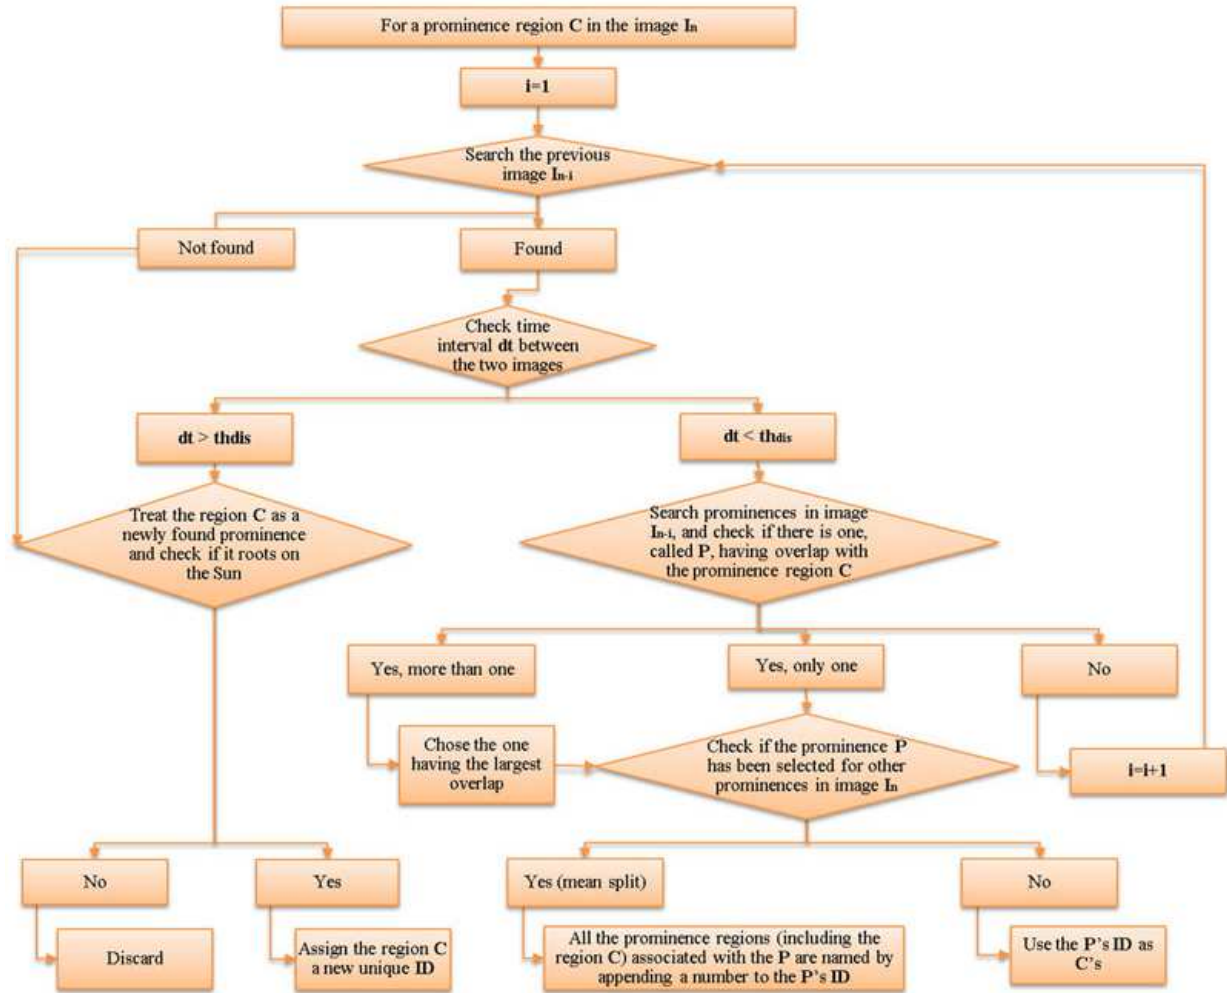 For a prominence region C in the image In
i=1
Search the previous
image In-i
Not found
Found
Check time
interval dt between
the two images
dt > thdis
dt < thdis
Treat the region C as a
newly found prominence
and check if it roots on
the Sun
Search prominences in image
In-i, and check if there is one,
called P, having overlap with
the prominence region C
Yes, more than one
Yes, only one
No
Chose the one
having the largest
overlap
Check if the prominence P
has been selected for other
prominences in image In
i=i+1
No
Yes
Yes (mean split)
No
Discard
Assign the region C
a new unique ID
All the prominence regions (including the
region C) associated with the P are named by
appending a number to the P's ID
Use the P's ID as
C's